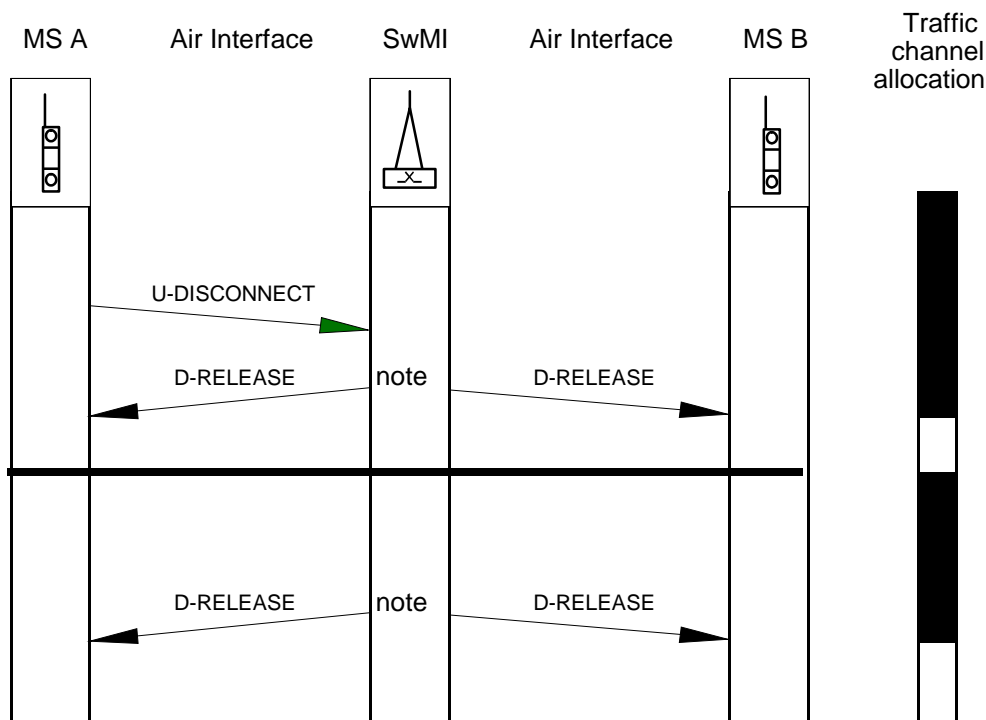 MS A
Air Interface
SwMI
Air Interface
MS B
Traffic
channel
allocation
U-DISCONNECT
D-RELEASE
note
D-RELEASE
D-RELEASE
note
D-RELEASE